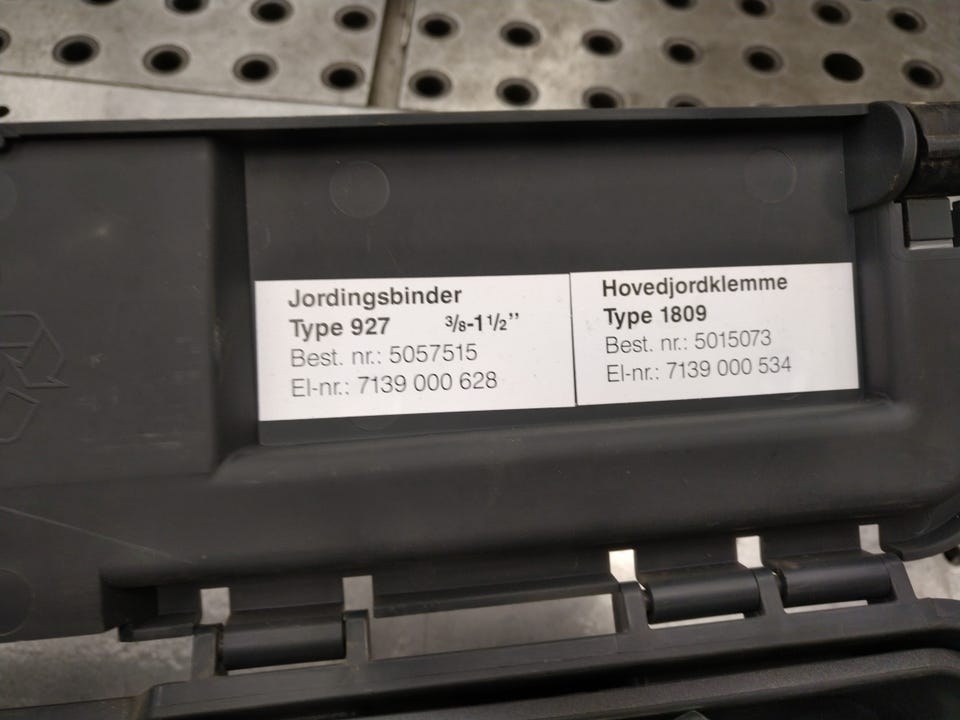 Jordingsbinder
Type 927 3/8-1 1/2”
Best. nr.: 5057515
El-nr.: 7139 000 628
Hovedjordklemme
Type 1809
Best. nr.: 5015073
El-nr.: 7139 000 534